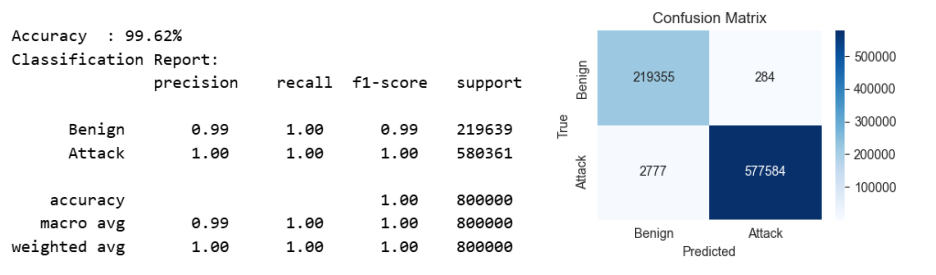 Accuracy  : 99.62%
Classification Report:
precision recall f1-score support
Benign 0.99 1.00 0.99 219639
Attack 1.00 1.00 1.00 580361
accuracy 1.00 800000
macro avg 0.99 1.00 1.00 800000
weighted avg 1.00 1.00 1.00 800000
Confusion Matrix
True
Benign
219355 284
Attack
2777 577584
Benign Attack
Predicted
500000
400000
300000
200000
100000